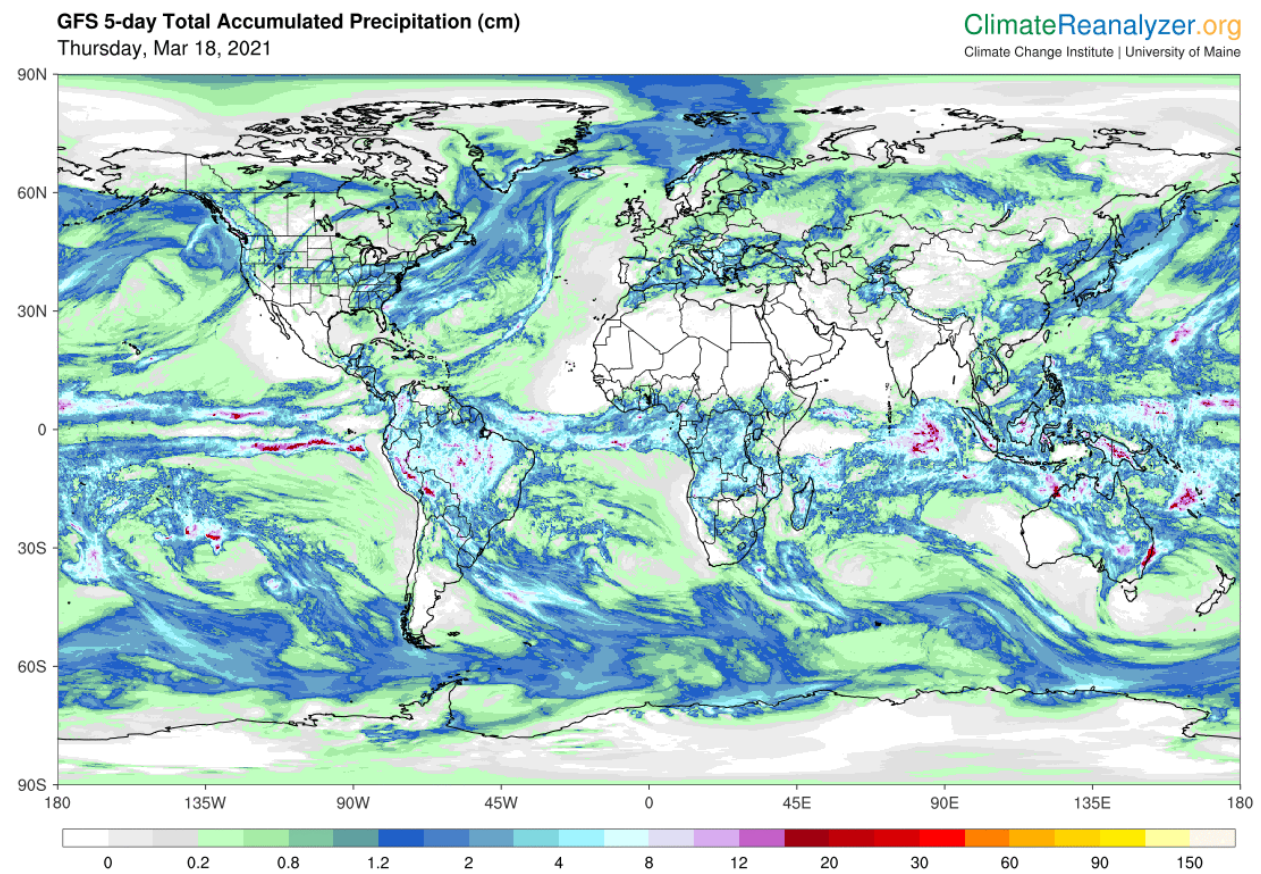 GFS 5-day Total Accumulated Precipitation (cm)
Thursday, Mar 18, 2021
ClimateReanalyzer.org
Climate Change Institute | University of Maine
90N
60N
30N
0
30S
60S
90S
180 135W 90W 45W 0 45E 90E 135E 180
0 0.2 0.8 1.2 2 4 8 12 20 30 60 90 150